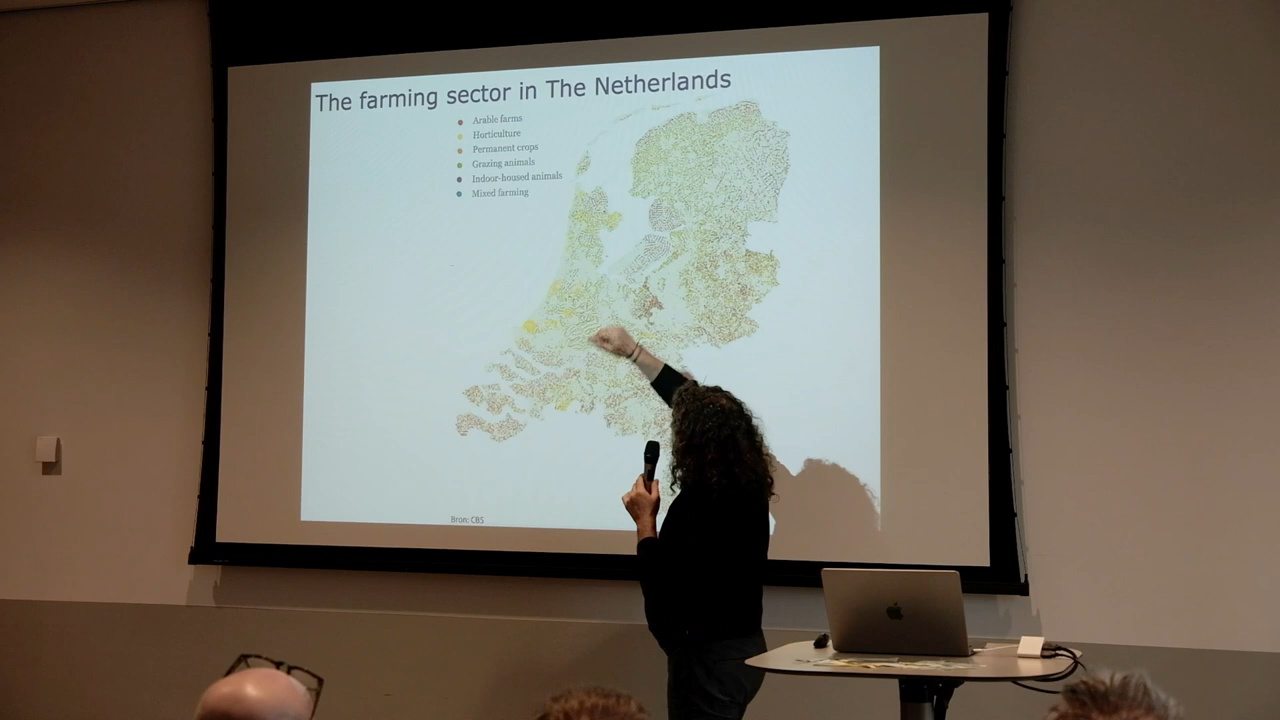 The farming sector in The Netherlands
Arable farms
Horticulture
Permanent crops
Grazing animals
Indoor-housed animals
Mixed farming
Bron: CBS